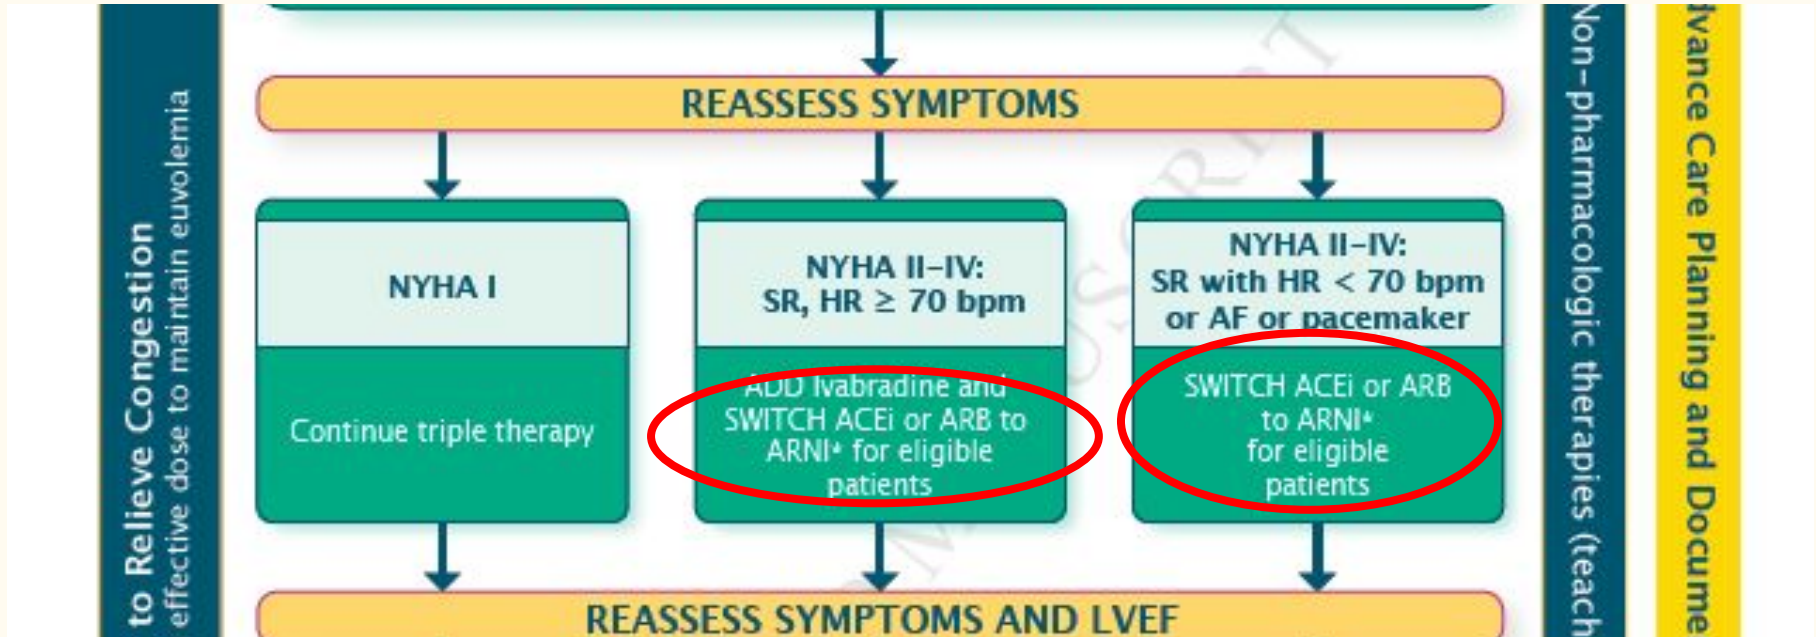 to Relieve Congestion
effective dose to maintain euvolemia
REASSESS SYMPTOMS
NYHA I
Continue triple therapy
NYHA II–IV:
SR, HR ≥ 70 bpm
ADD Ivabradine and
SWITCH ACEi or ARB to
ARNI* for eligible
patients
NYHA II–IV:
SR with HR < 70 bpm
or AF or pacemaker
SWITCH ACEi or ARB
to ARNI*
for eligible
patients
REASSESS SYMPTOMS AND LVEF
Non-pharmacologic therapies (teach
Care Planning and